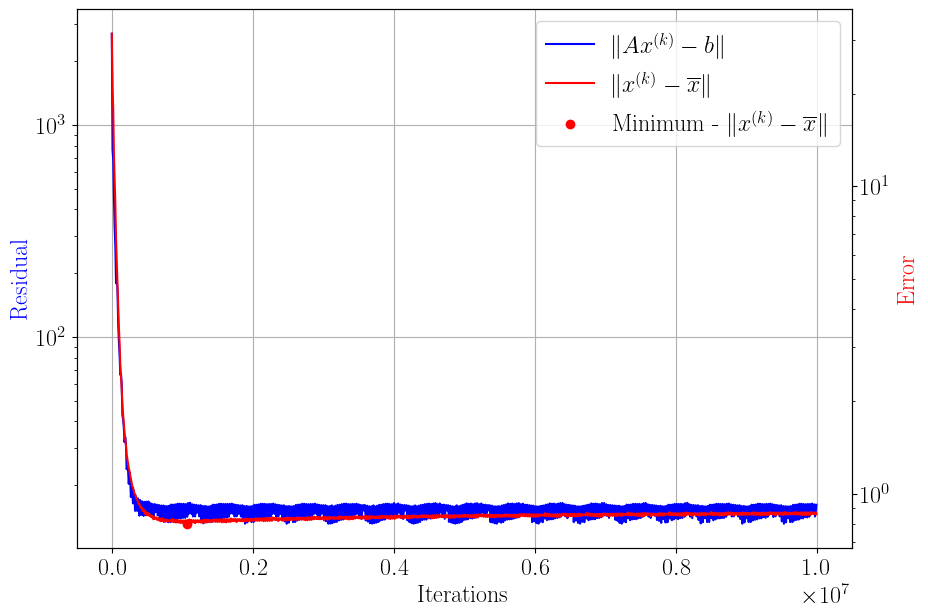 ‖Ax^{(k)} − b‖
‖x^{(k)} − x̅‖
Minimum - ‖x^{(k)} − x̅‖
10^3
10^2
Residual
10^1
10^0
Error
0.0 0.2 0.4 0.6 0.8 1.0
Iterations
×10^7